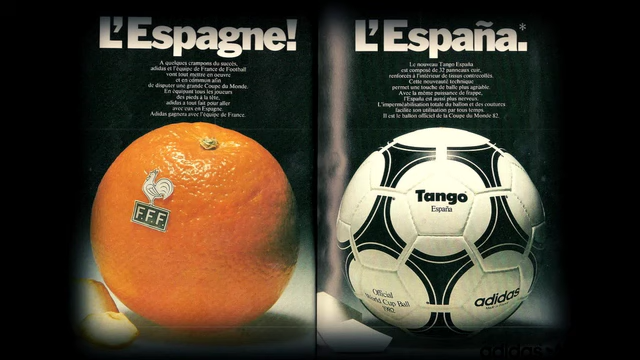 L'Espagne!
A quelques crampons du succès,
adidas et l'équipe de France de Football
vont tout mettre en oeuvre
et en commun afin
de disputer une grande Coupe du Monde.
En équipant tous les joueurs
des pieds à la tête,
adidas a tout fait pour aller
avec eux en Espagne.
Adidas gagnera avec l'équipe de France.
F.F.F.
L'España.*
Le nouveau Tango España
est composé de 32 panneaux cuir,
renforcés à l'intérieur de tissus contrecollés.
Cette nouveauté technique
permet une touche de balle plus agréable.
Avec la même puissance de frappe,
l'España est aussi plus nerveux.
L'imperméabilisation totale du ballon et des coutures
facilite son utilisation par tous temps.
Il est le ballon officiel de la Coupe du Monde 82.
Tango
España
Official
World Cup Ball
1982
adidas
adidas